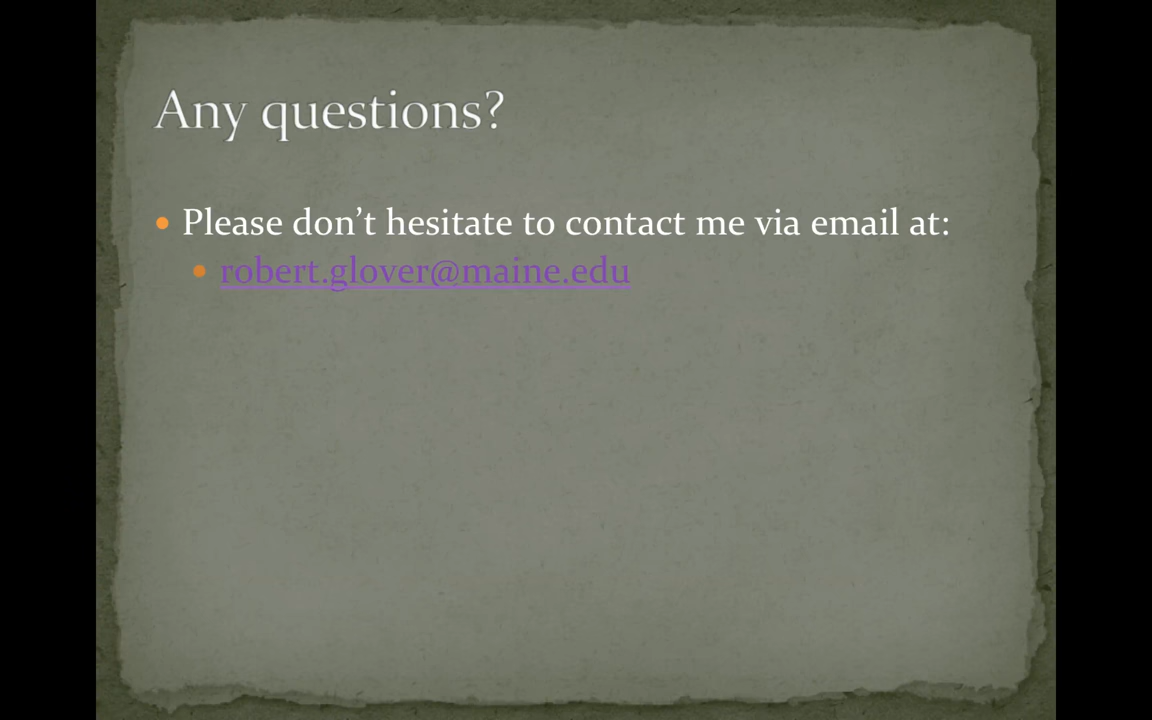 Any questions?
Please don’t hesitate to contact me via email at:
robert.glover@maine.edu